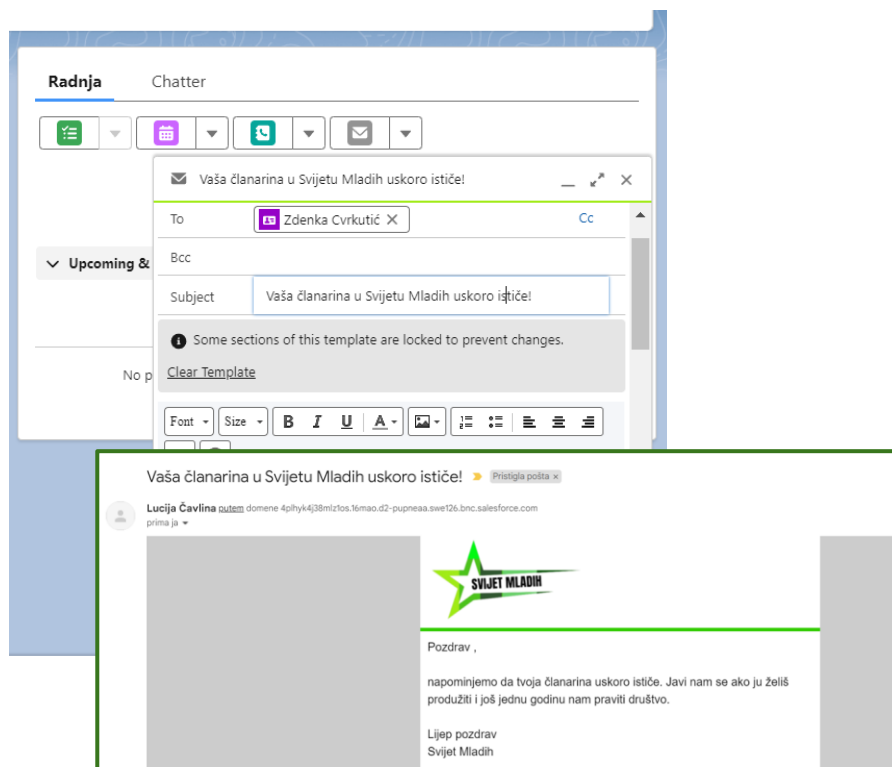 Radnja Chatter
Vaša članarina u Svijetu Mladih uskoro ističe!
To Zdenka Cvrkutić Cc
Upcoming &
Bcc
Subject Vaša članarina u Svijetu Mladih uskoro ističe!
Some sections of this template are locked to prevent changes.
No p
Clear Template
Font Size B I U A
Vaša članarina u Svijetu Mladih uskoro ističe! Pristigla pošta x
Lucija Čavlina putem domene 4plhyk4j38mlz1os.16mao.d2-pupneaa.swe126.bnc.salesforce.com
prima ja
SVIJET MLADIH
Pozdrav ,
napominjemo da tvoja članarina uskoro ističe. Javi nam se ako ju želiš
produžiti i još jednu godinu nam praviti društvo.
Lijep pozdrav
Svijet Mladih